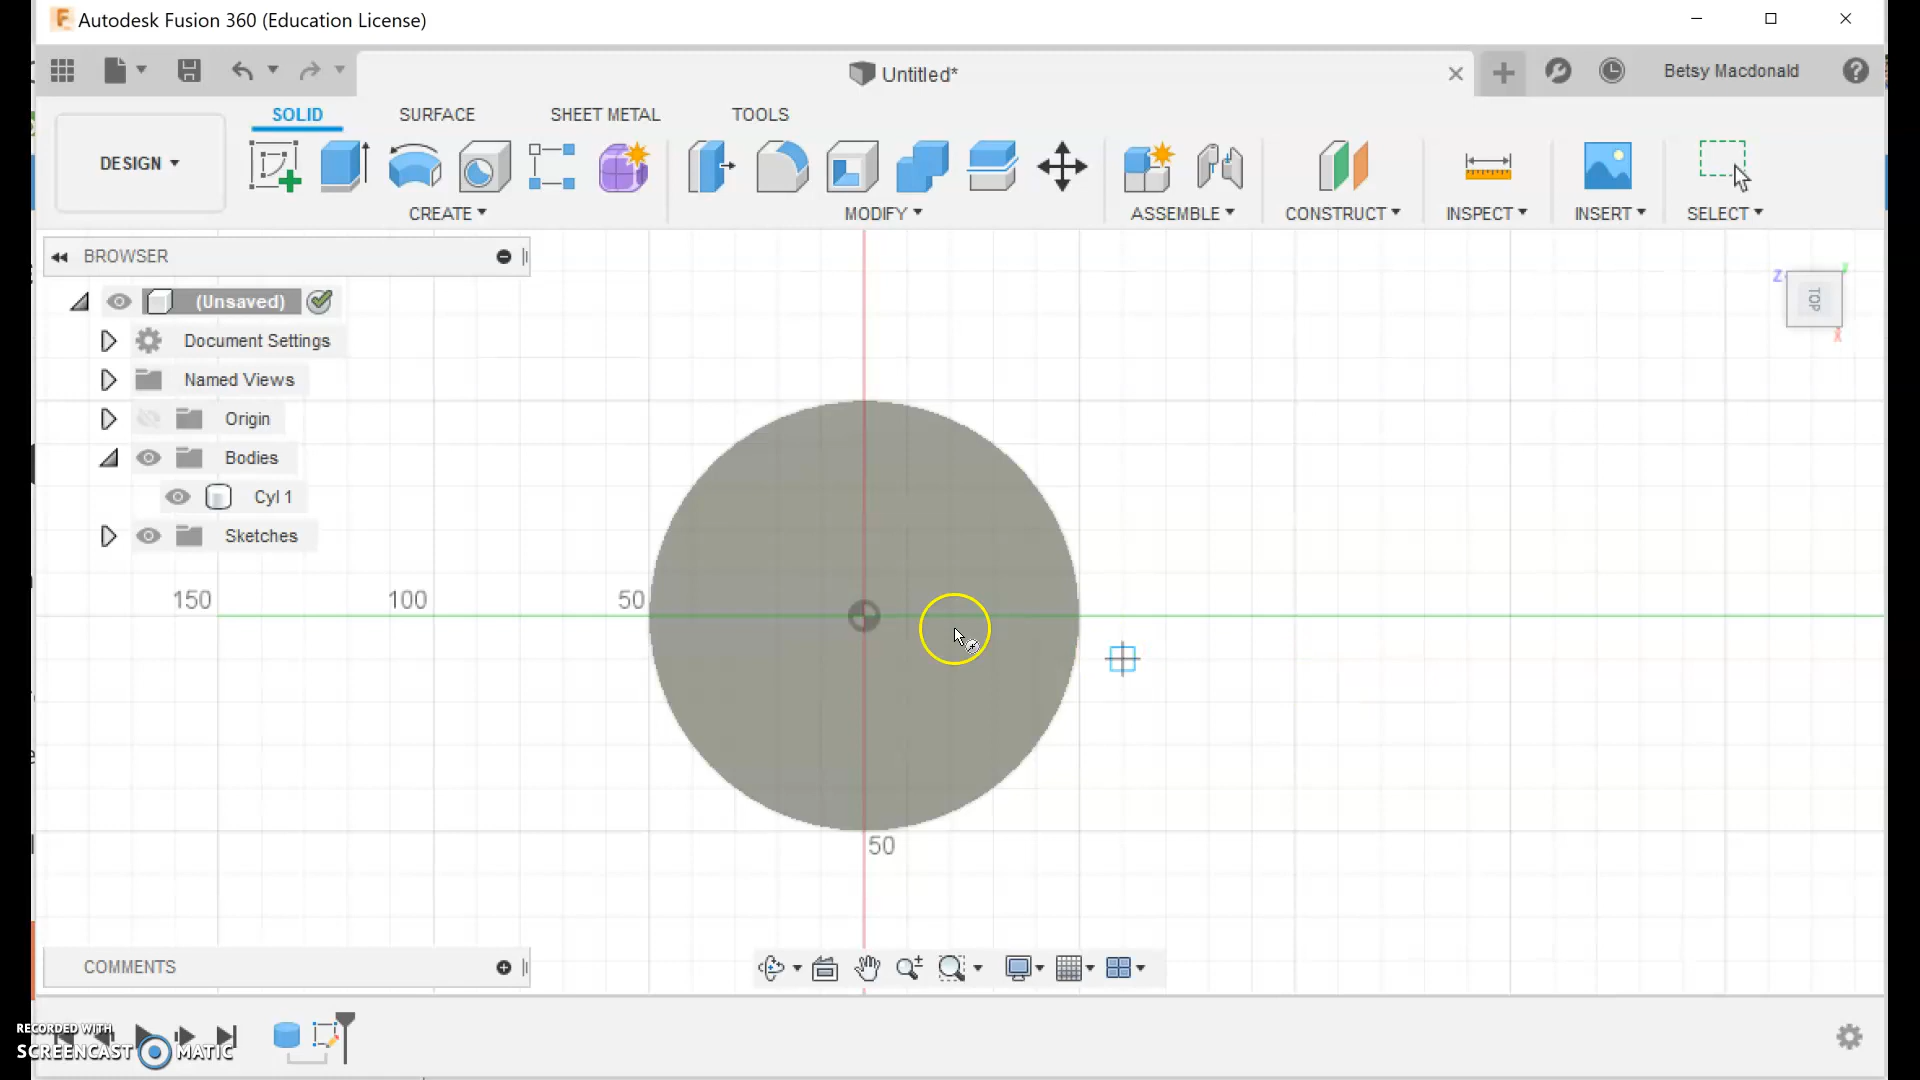 Autodesk Fusion 360 (Education License)
Untitled*
Betsy Macdonald
SOLID
SURFACE
SHEET METAL
TOOLS
DESIGN
CREATE
MODIFY
ASSEMBLE
CONSTRUCT
INSPECT
INSERT
SELECT
BROWSER
(Unsaved)
Document Settings
Named Views
Origin
Bodies
Cyl 1
Sketches
Z
TOP
X
150
100
50
50
COMMENTS
RECORDED WITH
SCREENCAST MATIC